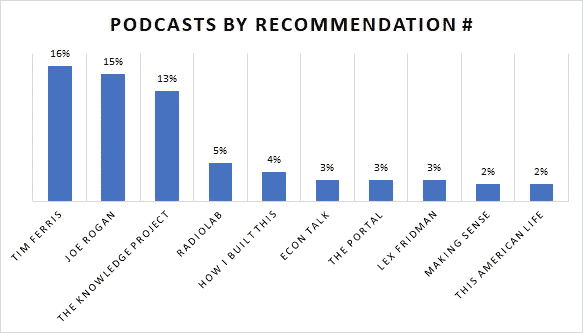 PODCASTS BY RECOMMENDATION #
16%
15%
13%
5%
4%
3%
3%
3%
2%
2%
TIM FERRIS
JOE ROGAN
THE KNOWLEDGE PROJECT
RADIOLAB
HOW I BUILT THIS
ECON TALK
THE PORTAL
LEX FRIDMAN
MAKING SENSE
THIS AMERICAN LIFE